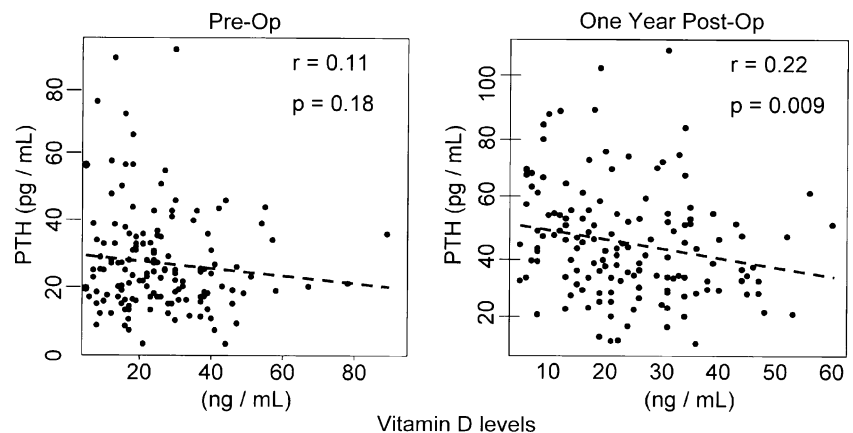 Pre-Op
r = 0.11
p = 0.18
PTH (pg / mL)
80
60
40
20
0
20
40
60
80
(ng / mL)
One Year Post-Op
r = 0.22
p = 0.009
PTH (pg / mL)
100
80
60
40
20
10
20
30
40
50
60
(ng / mL)
Vitamin D levels